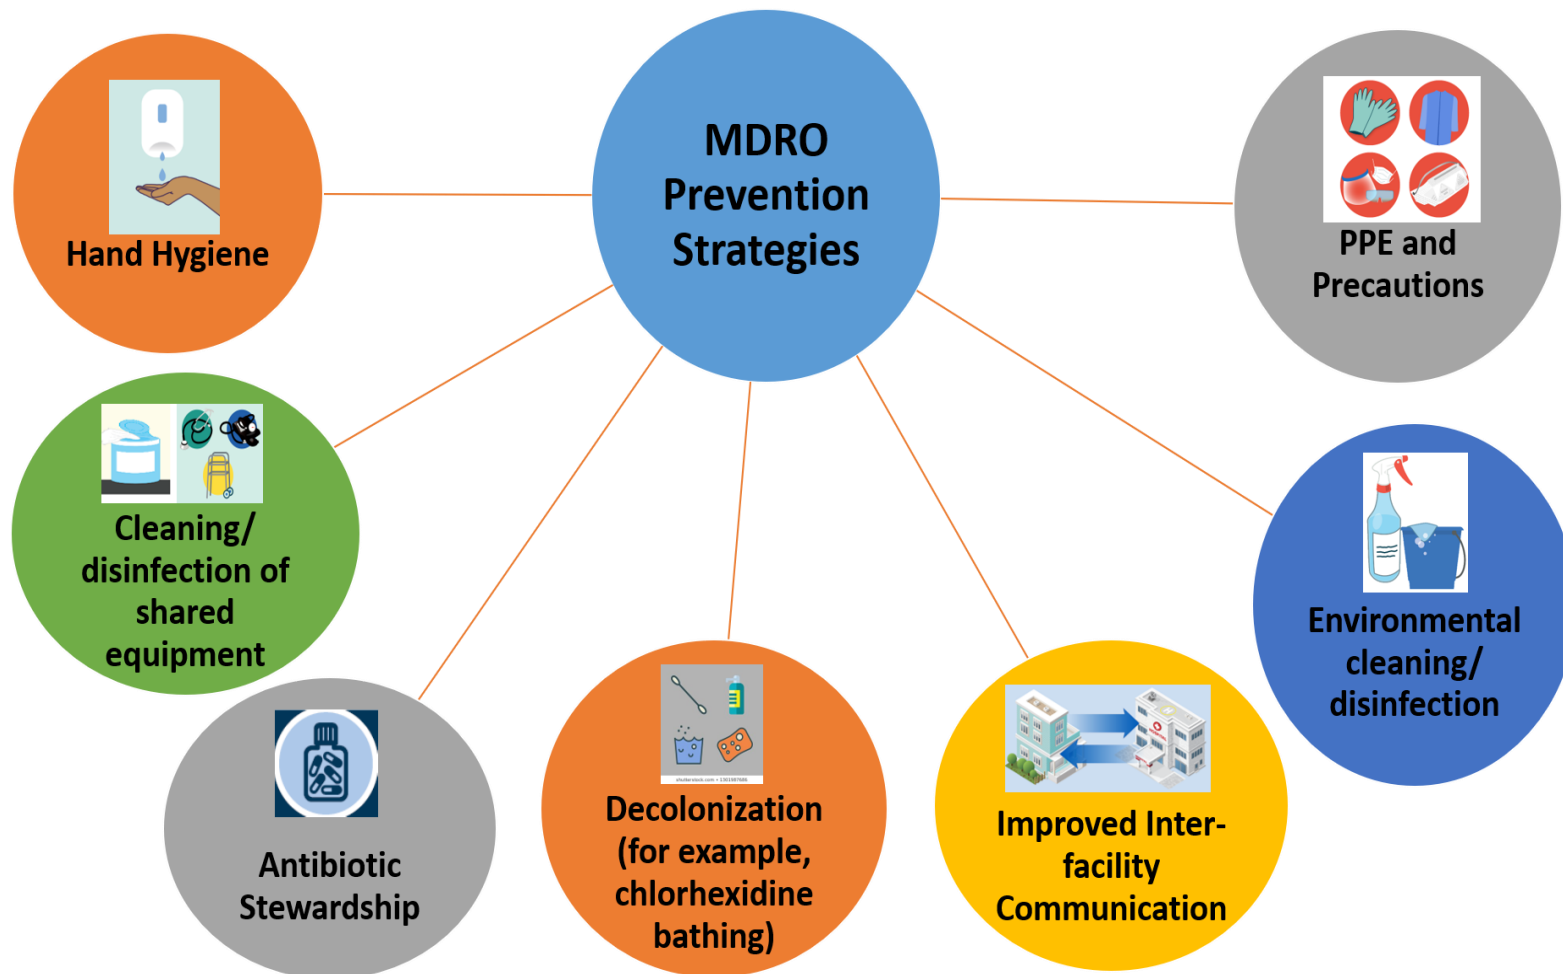 MDRO
Prevention
Strategies
Hand Hygiene
PPE and
Precautions
Cleaning/
disinfection of
shared
equipment
Environmental
cleaning/
disinfection
Antibiotic
Stewardship
Decolonization
(for example,
chlorhexidine
bathing)
Improved Inter-
facility
Communication